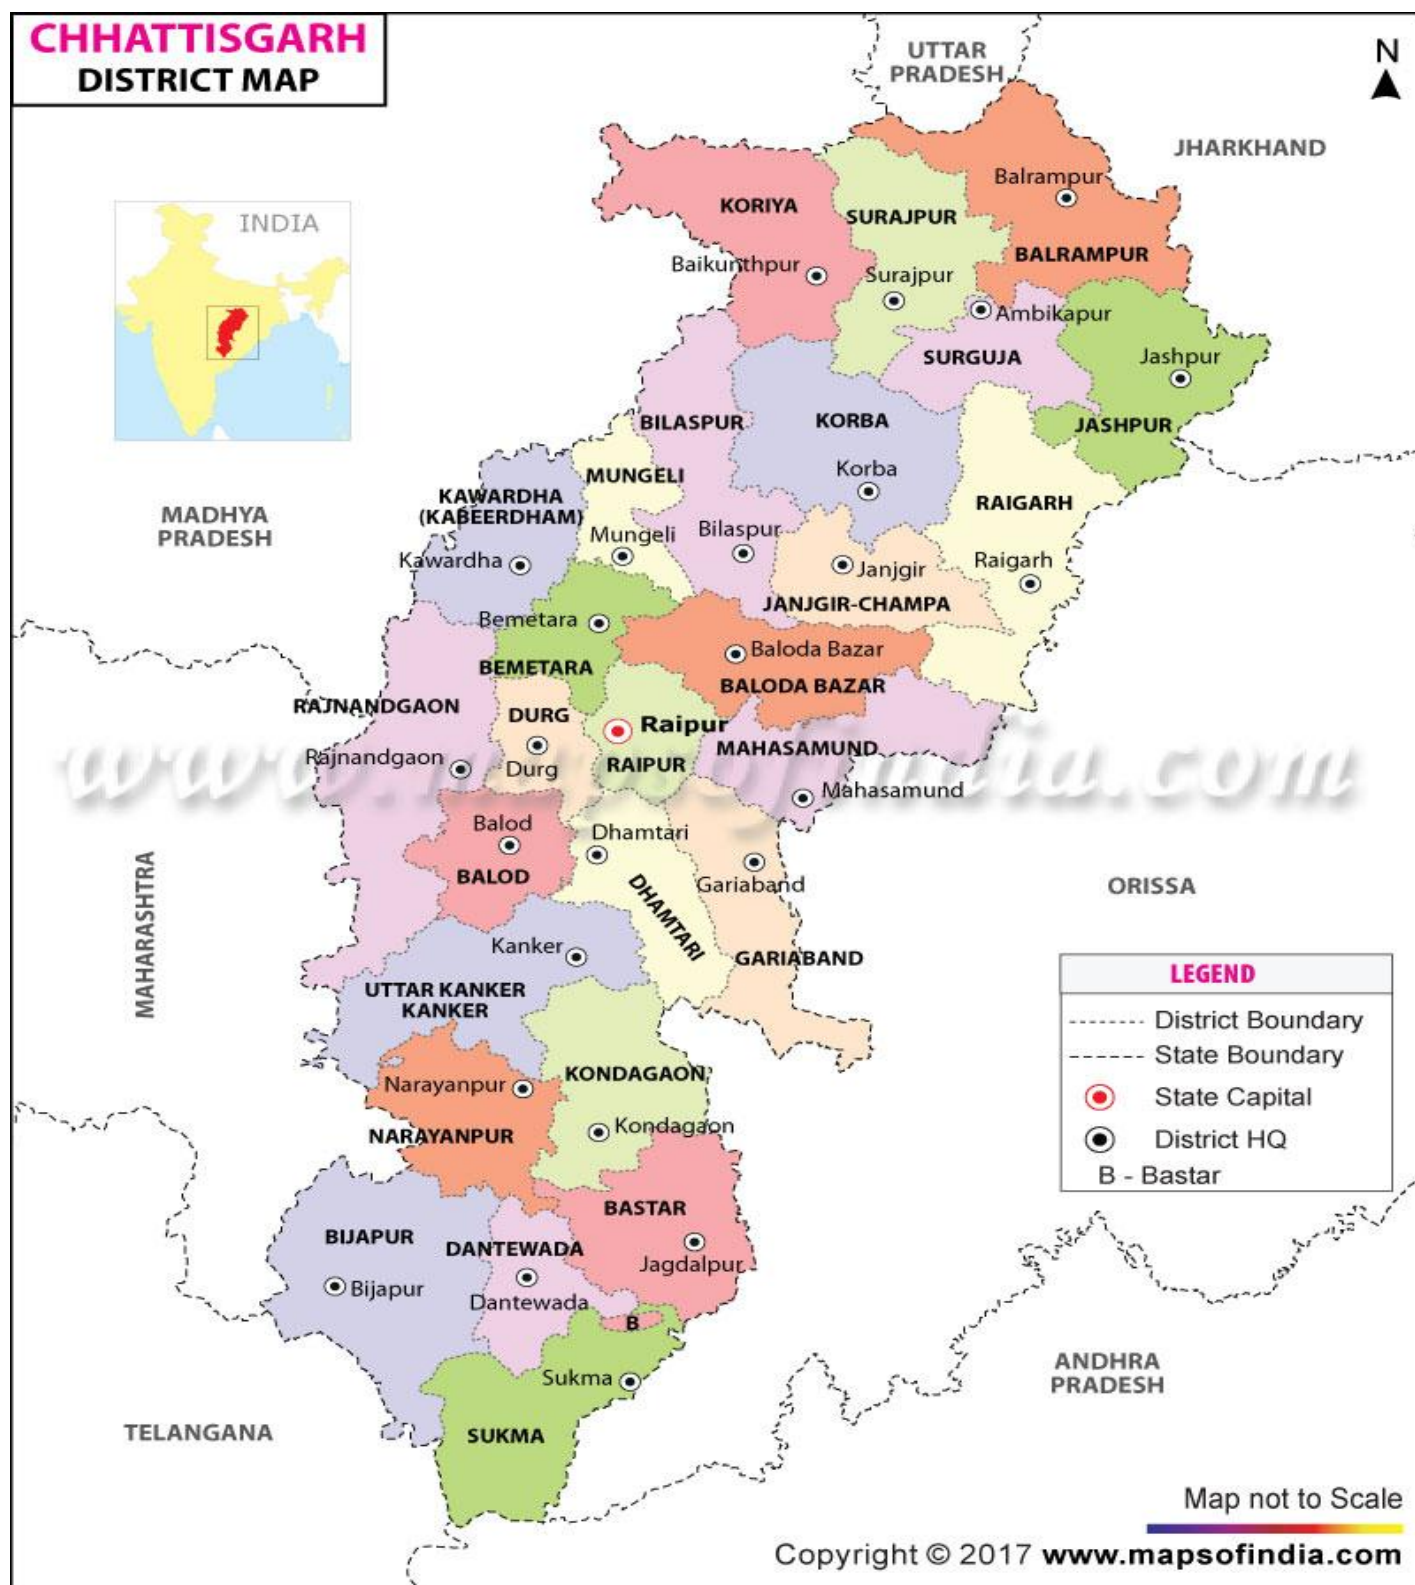 CHHATTISGARH
DISTRICT MAP
UTTAR
PRADESH
N
JHARKHAND
INDIA
Balrampur
KORIYA
SURAJPUR
BALRAMPUR
Baikunthpur
Surajpur
Ambikapur
SURGUJA
Jashpur
BILASPUR
KORBA
JASHPUR
MUNGELI
Korba
KAWARDHA
(KABEERDHAM)
RAIGARH
MADHYA
PRADESH
Mungeli
Bilaspur
Kawardha
Janjgir
Raigarh
JANJGIR-CHAMPA
Bemetara
Baloda Bazar
BEMETARA
BALODA BAZAR
RAJNANDGAON
DURG
Raipur
MAHASAMUND
Rajnandgaon
Durg
RAIPUR
www.mapsofindia.com
Mahasamund
Balod
Dhamtari
BALOD
Gariaband
DHAMTARI
ORISSA
MAHARASHTRA
Kanker
GARIABAND
UTTAR KANKER
KANKER
LEGEND
District Boundary
State Boundary
State Capital
District HQ
B - Bastar
KONDAGAON
Narayanpur
NARAYANPUR
Kondagaon
BASTAR
BIJAPUR
DANTEWADA
Jagdalpur
Bijapur
Dantewada
B
Sukma
ANDHRA
PRADESH
TELANGANA
SUKMA
Map not to Scale
Copyright © 2017 www.mapsofindia.com